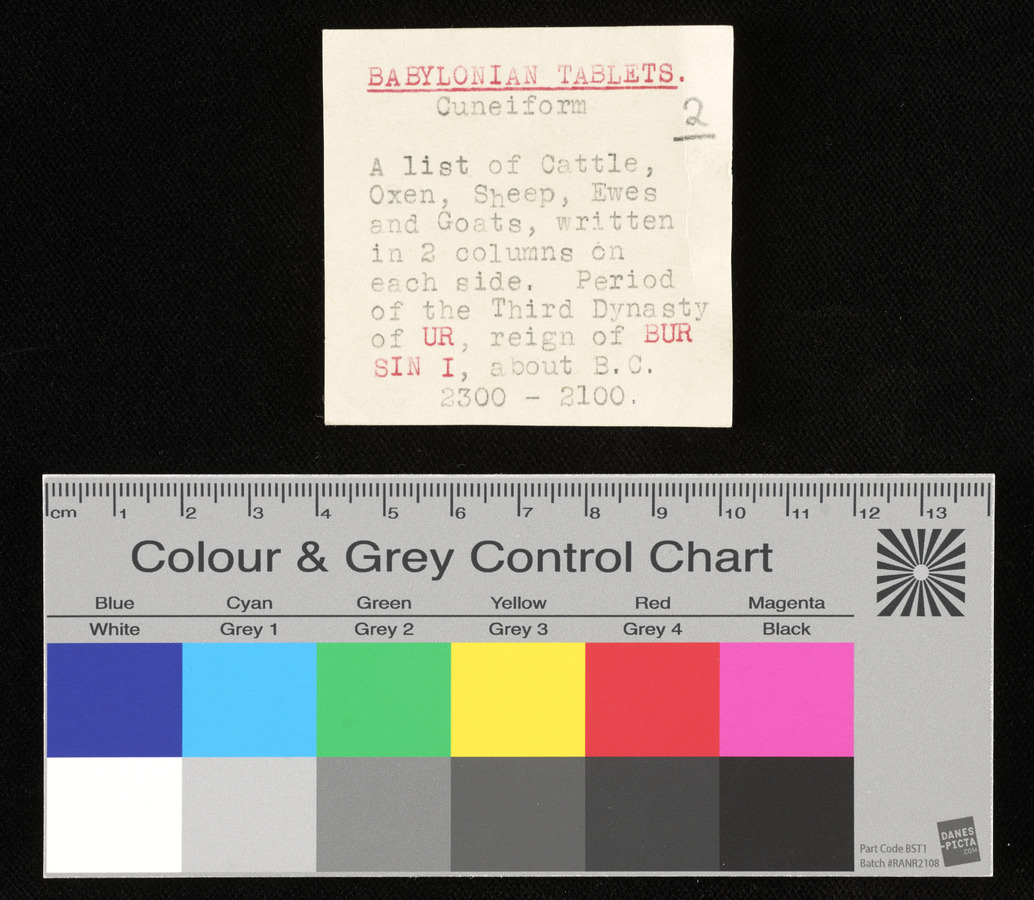 BABYLONIAN TABLETS.
Cuneiform
2
A list of Cattle,
Oxen, Sheep, Ewes
and Goats, written
in 2 columns on
each side. Period
of the Third Dynasty
of UR, reign of BUR
SIN I, about B.C.
2300 - 2100.
cm 1 2 3 4 5 6 7 8 9 10 11 12 13
Colour & Grey Control Chart
Blue Cyan Green Yellow Red Magenta
White Grey 1 Grey 2 Grey 3 Grey 4 Black
DANES
-PICTA
.COM
Part Code BST1
Batch #RANR2108